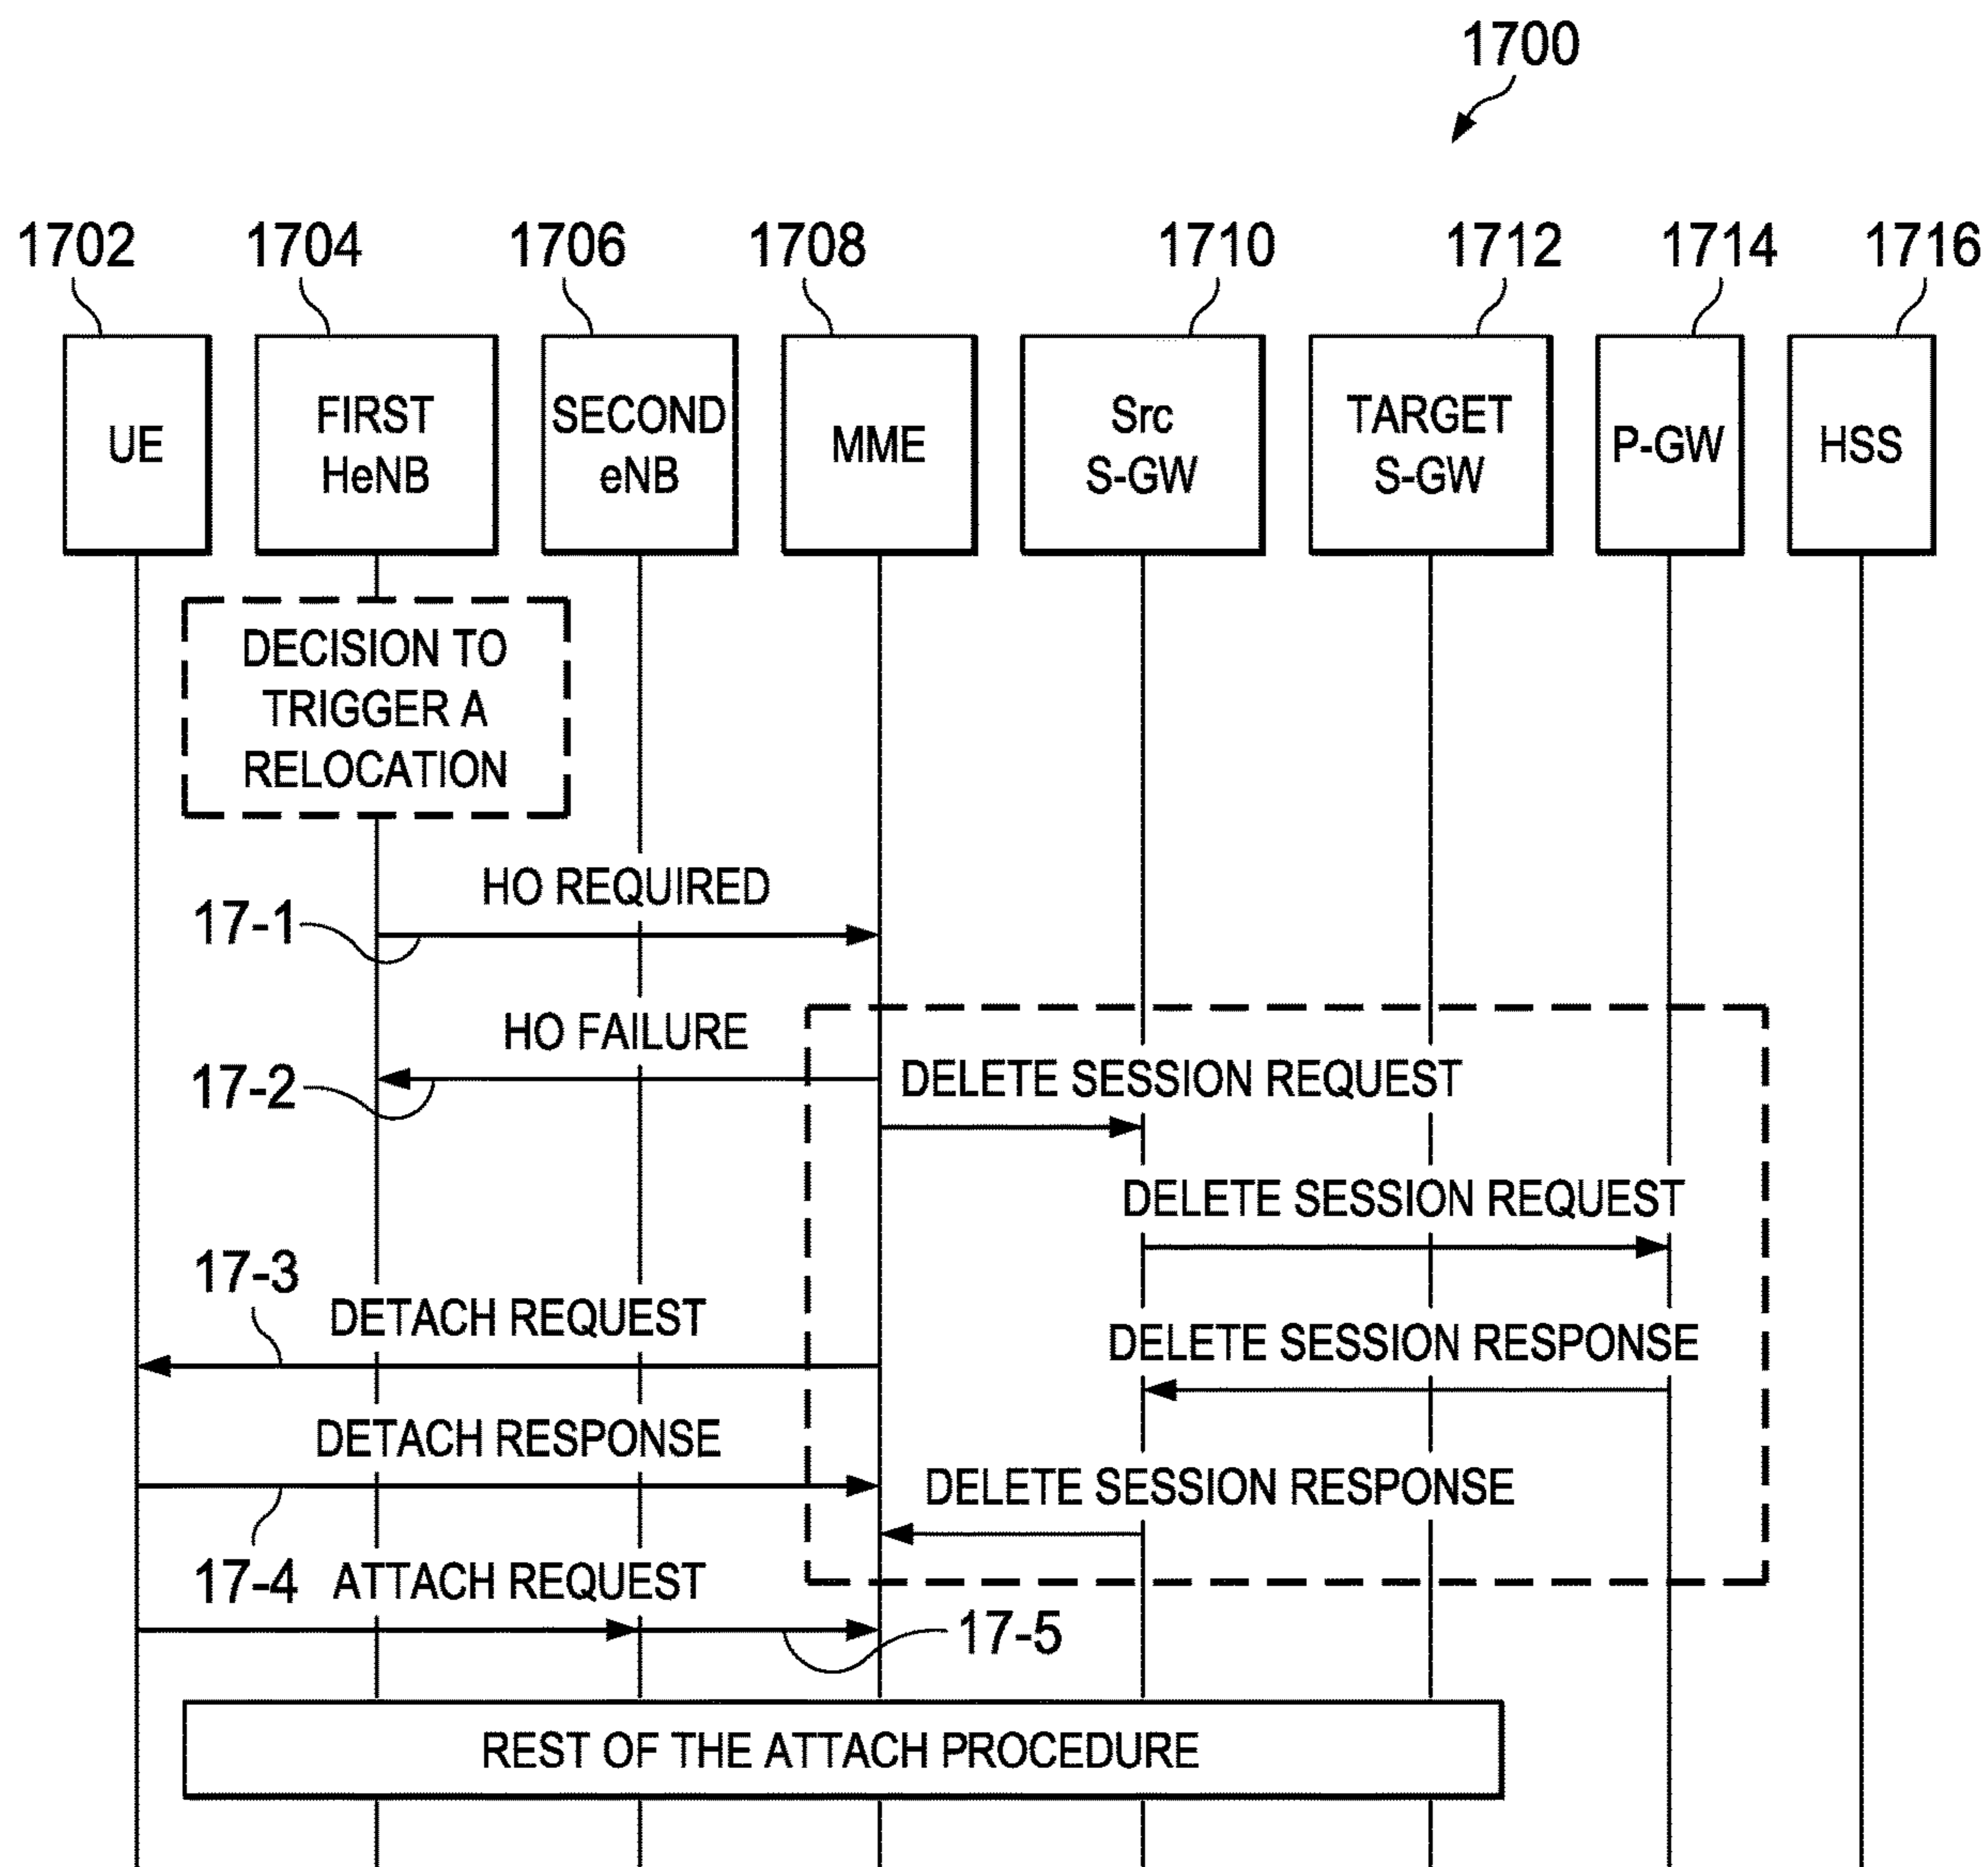 1700
1702 1704 1706 1708 1710 1712 1714 1716
UE
FIRST
HeNB
SECOND
eNB
MME
Src
S-GW
TARGET
S-GW
P-GW
HSS
DECISION TO
TRIGGER A
RELOCATION
HO REQUIRED
17-1
HO FAILURE
17-2
DELETE SESSION REQUEST
DELETE SESSION REQUEST
17-3
DETACH REQUEST
DELETE SESSION RESPONSE
DETACH RESPONSE
DELETE SESSION RESPONSE
17-4
ATTACH REQUEST
17-5
REST OF THE ATTACH PROCEDURE